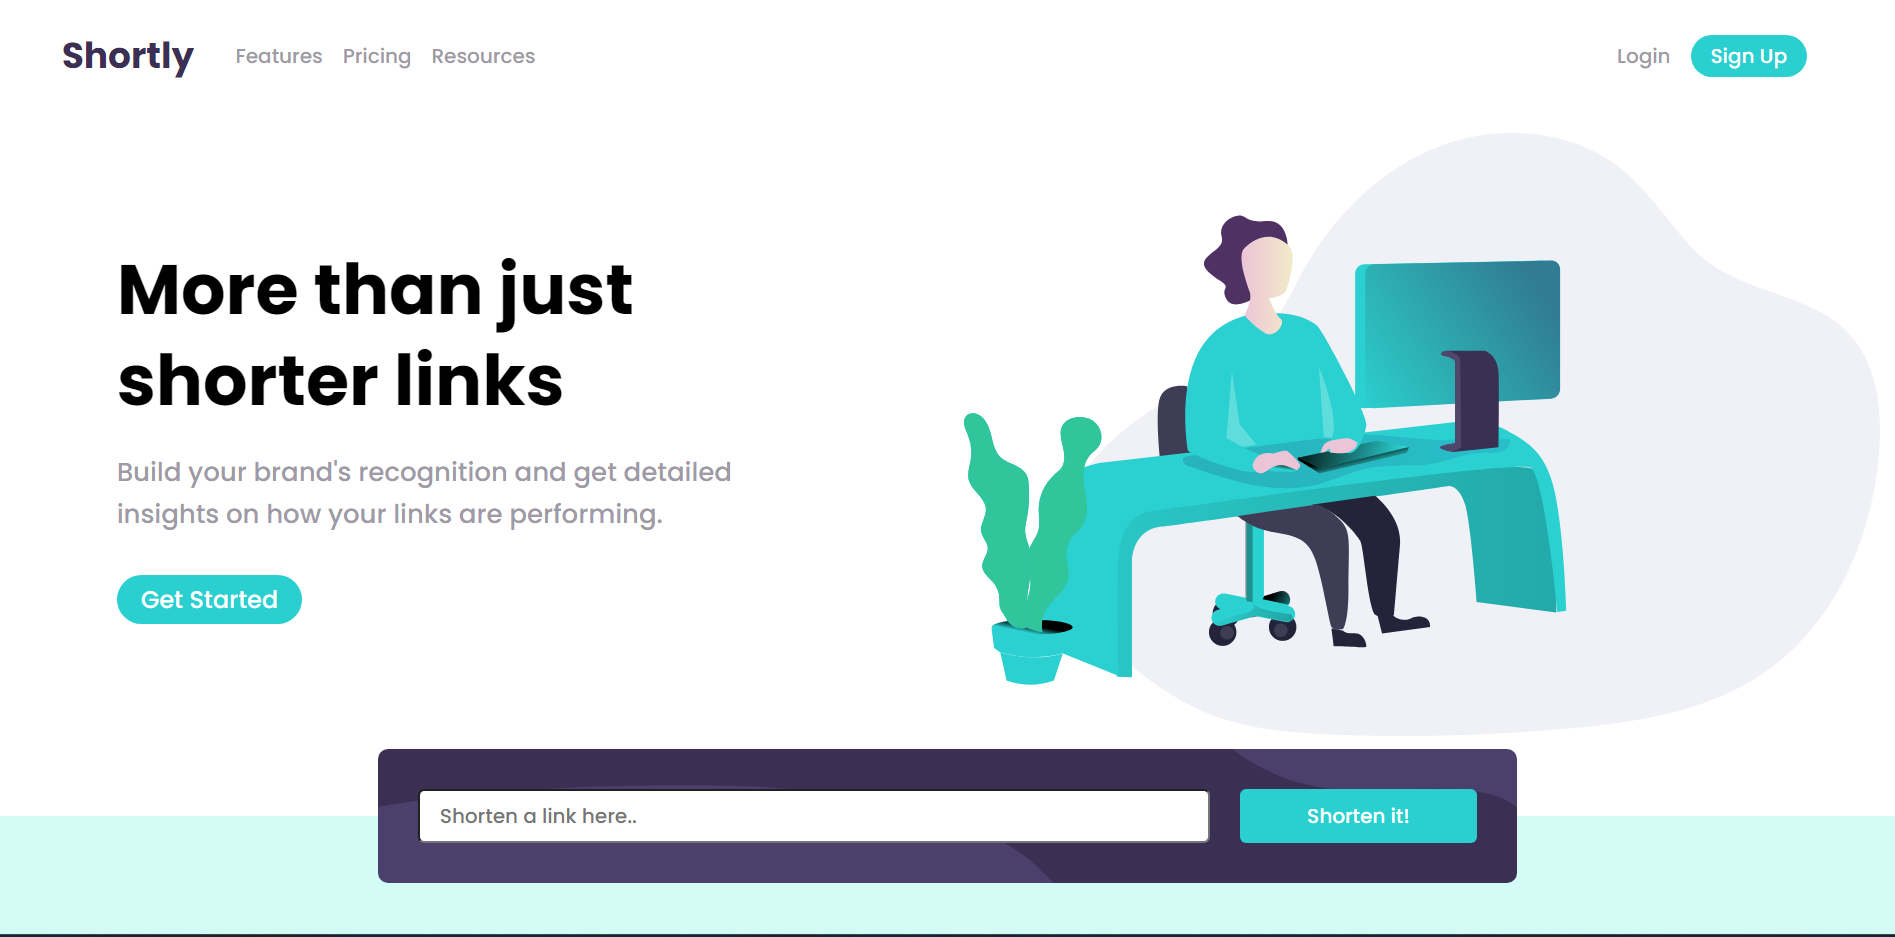 Shortly
Features Pricing Resources
Login
Sign Up
More than just
shorter links
Build your brand's recognition and get detailed
insights on how your links are performing.
Get Started
Shorten a link here..
Shorten it!